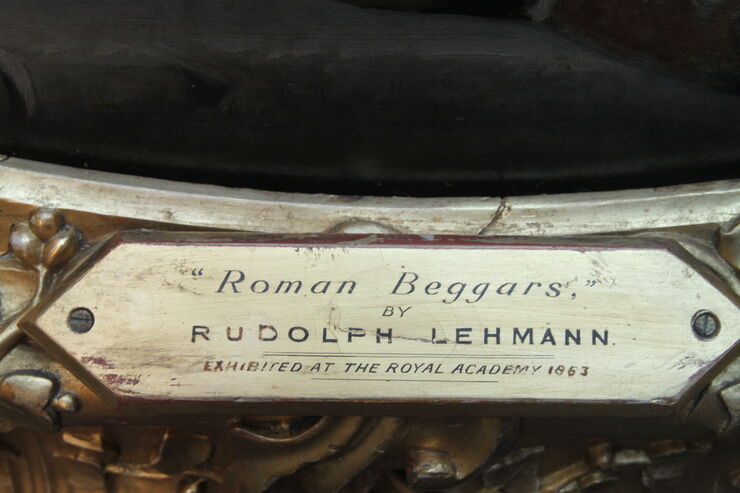 "Roman Beggars,"
BY
RUDOLPH LEHMANN.
EXHIBITED AT THE ROYAL ACADEMY 1863